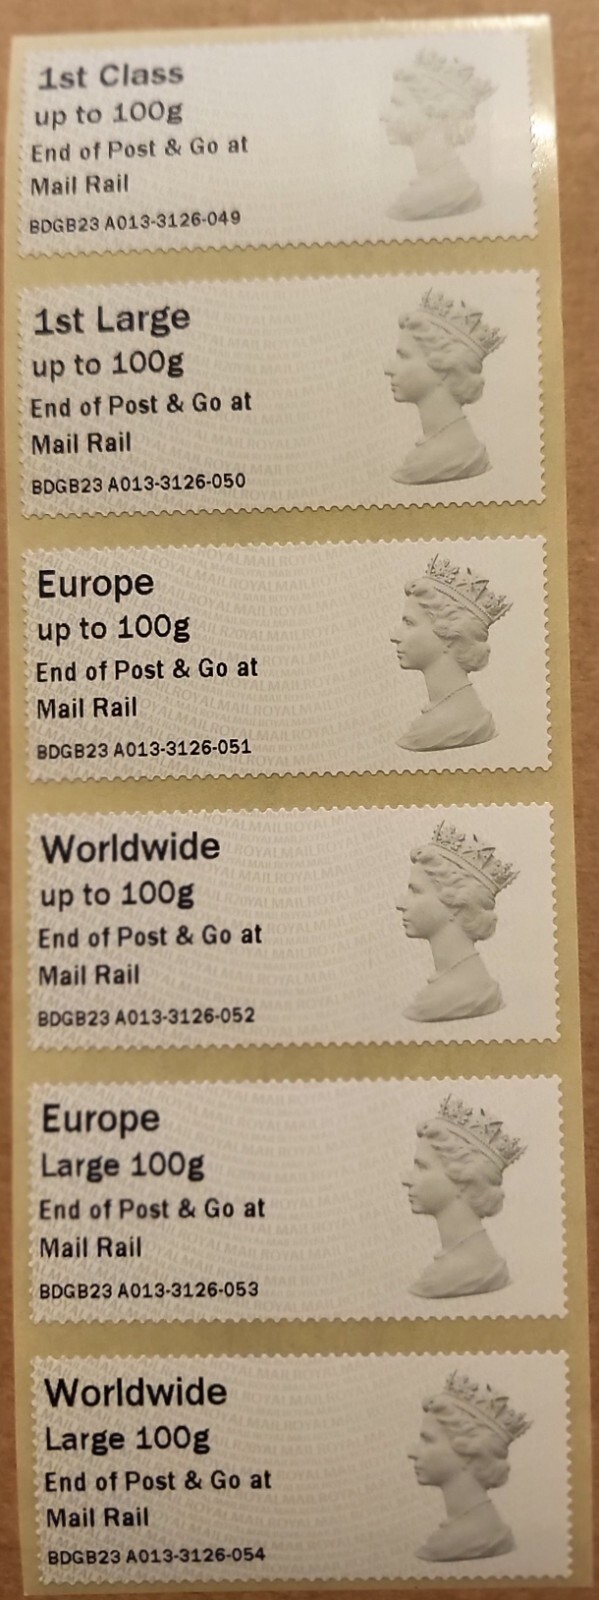 1st Class
up to 100g
End of Post & Go at
Mail Rail
BDGB23 A013-3126-049
1st Large
up to 100g
End of Post & Go at
Mail Rail
BDGB23 A013-3126-050
Europe
up to 100g
End of Post & Go at
Mail Rail
BDGB23 A013-3126-051
Worldwide
up to 100g
End of Post & Go at
Mail Rail
BDGB23 A013-3126-052
Europe
Large 100g
End of Post & Go at
Mail Rail
BDGB23 A013-3126-053
Worldwide
Large 100g
End of Post & Go at
Mail Rail
BDGB23 A013-3126-054